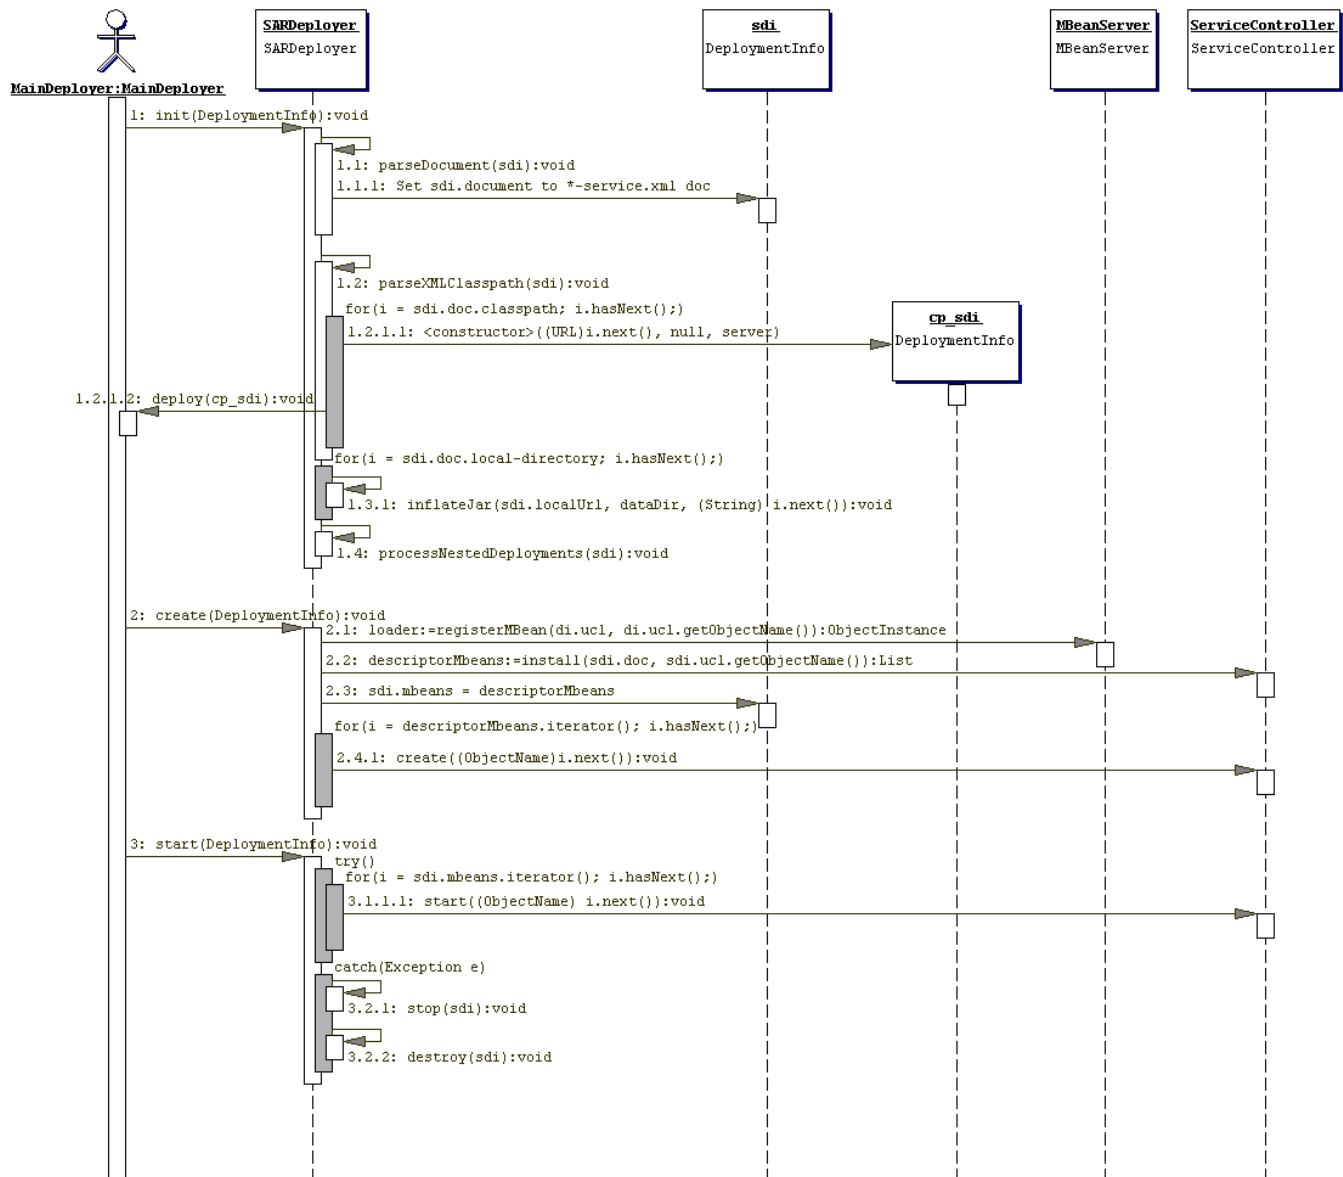 SARDeployer
SARDeployer
sdi
DeploymentInfo
MBeanServer
MBeanServer
ServiceController
ServiceController
MainDeployer:MainDeployer
1: init(DeploymentInfo):void
1.1: parseDocument(sdi):void
1.1.1: Set sdi.document to *-service.xml doc
1.2: parseXMLClasspath(sdi):void
for(i = sdi.doc.classpath; i.hasNext();)
cp_sdi
DeploymentInfo
1.2.1.1: <constructor>((URL)i.next(), null, server)
1.2.1.2: deploy(cp_sdi):void
for(i = sdi.doc.local-directory; i.hasNext();)
1.3.1: inflateJar(sdi.localUrl, dataDir, (String) i.next()):void
1.4: processNestedDeployments(sdi):void
2: create(DeploymentInfo):void
2.1: loader:=registerMBean(di.ucl, di.ucl.getObjectName()):ObjectInstance
2.2: descriptorMbeans:=install(sdi.doc, sdi.ucl.getObjectName()):List
2.3: sdi.mbeans = descriptorMbeans
for(i = descriptorMbeans.iterator(); i.hasNext();)
2.4.1: create((ObjectName)i.next()):void
3: start(DeploymentInfo):void
try()
for(i = sdi.mbeans.iterator(); i.hasNext();)
3.1.1.1: start((ObjectName) i.next()):void
catch(Exception e)
3.2.1: stop(sdi):void
3.2.2: destroy(sdi):void